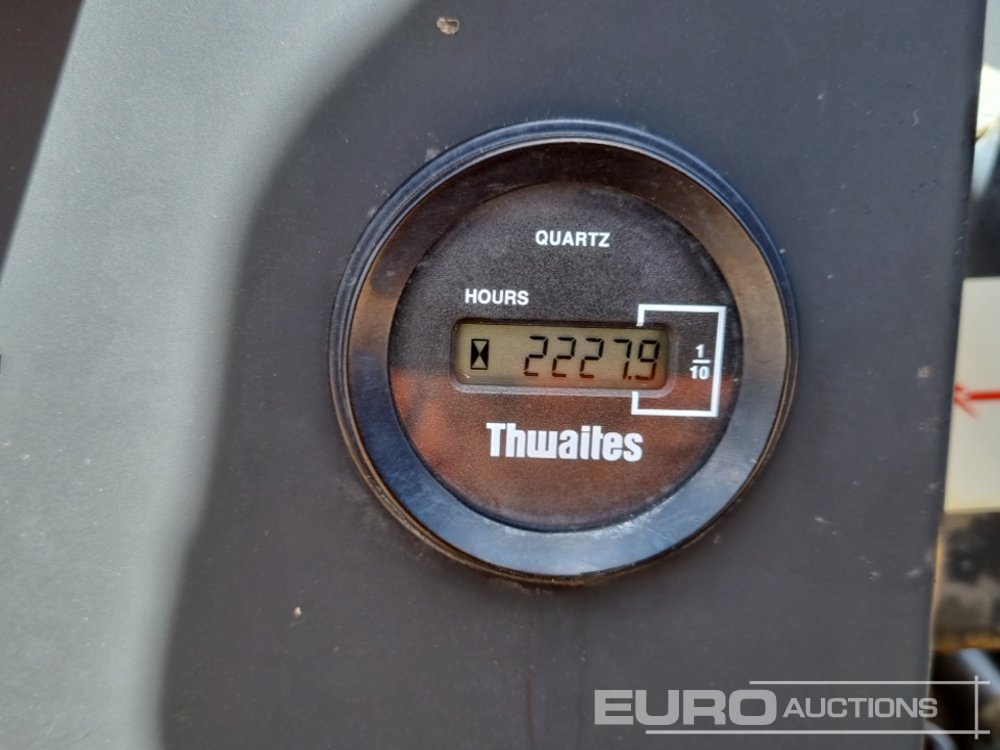 QUARTZ
HOURS
2227.9
1
10
Thwaites
EURO AUCTIONS